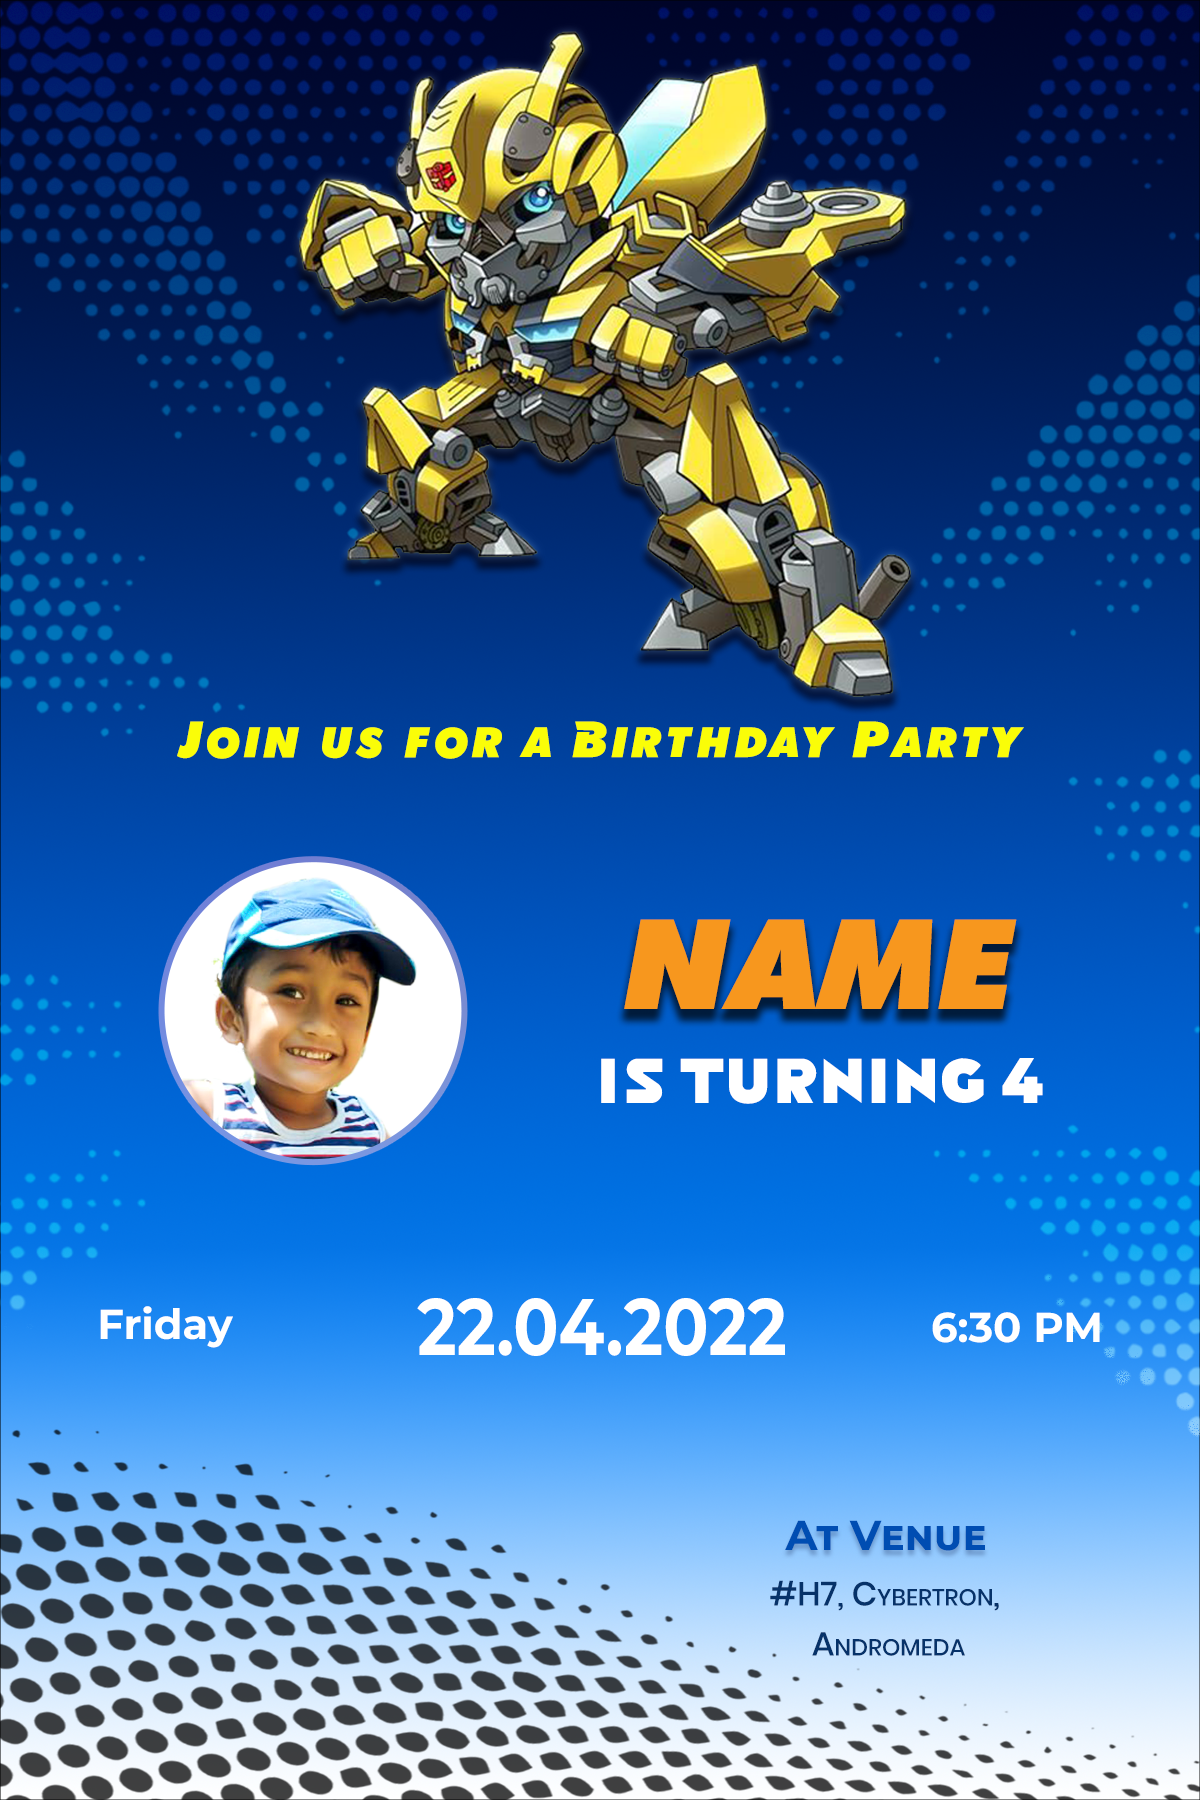 Join us for a Birthday Party
NAME
IS TURNING 4
Friday
22.04.2022
6:30 PM
At Venue
#H7, Cybertron,
Andromeda